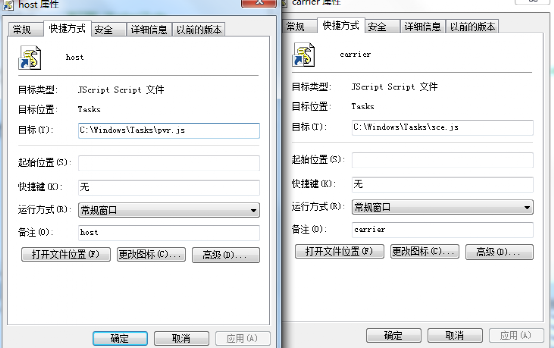 host 属性
常规 快捷方式 安全 详细信息 以前的版本
host
目标类型: JScript Script 文件
目标位置: Tasks
目标(T): C:\Windows\Tasks\pvr.js
起始位置(S):
快捷键(K): 无
运行方式(R): 常规窗口
备注(O): host
打开文件位置(F) 更改图标(C)... 高级(D)...
确定 取消 应用(A)
carrier 属性
常规 快捷方式 安全 详细信息 以前的版本
carrier
目标类型: JScript Script 文件
目标位置: Tasks
目标(T): C:\Windows\Tasks\sce.js
起始位置(S):
快捷键(K): 无
运行方式(R): 常规窗口
备注(O): carrier
打开文件位置(F) 更改图标(C)... 高级(D)...
确定 取消 应用(A)